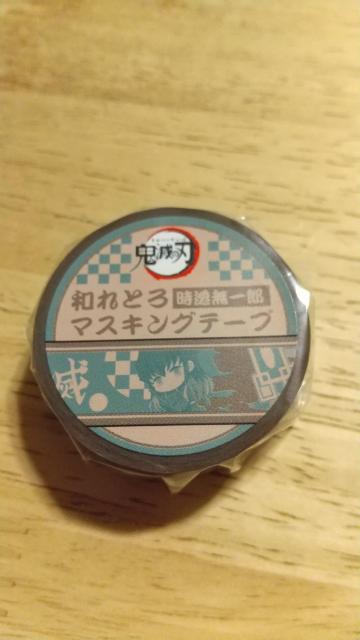 鬼滅の刃
和れとろ 時透無一郎
マスキングテープ
滅